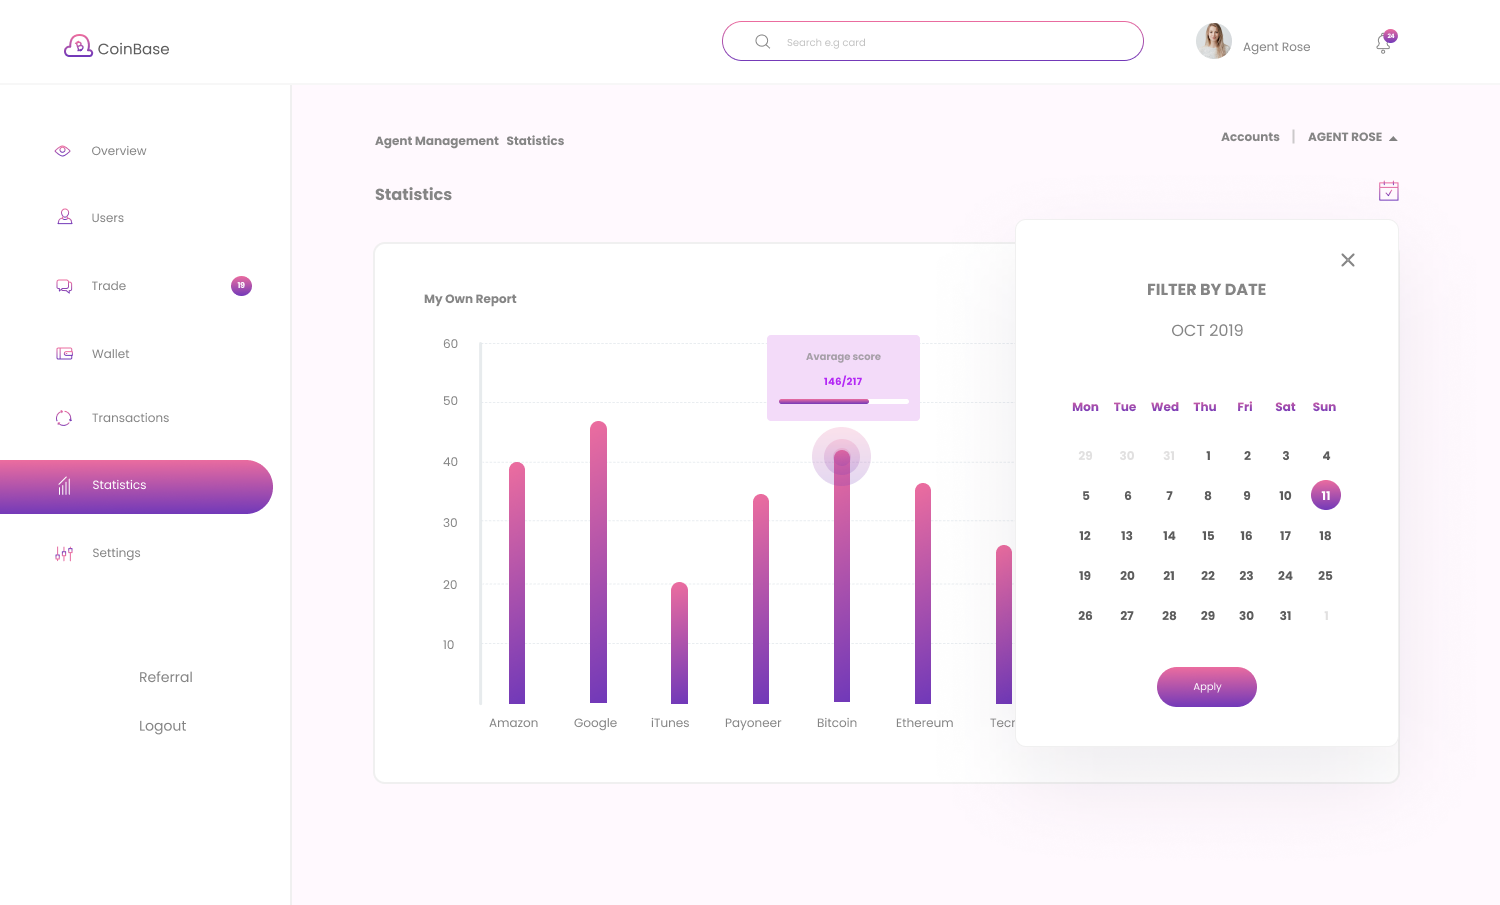 CoinBase
Search e.g card
Agent Rose
24
Overview
Users
Trade
19
Wallet
Transactions
Statistics
Settings
Referral
Logout
Agent Management Statistics
Accounts | AGENT ROSE
Statistics
My Own Report
60
50
40
30
20
10
Avarage score
146/217
Amazon Google iTunes Payoneer Bitcoin Ethereum
FILTER BY DATE
OCT 2019
Mon Tue Wed Thu Fri Sat Sun
29 30 31 1 2 3 4
5 6 7 8 9 10 11
12 13 14 15 16 17 18
19 20 21 22 23 24 25
26 27 28 29 30 31 1
Apply